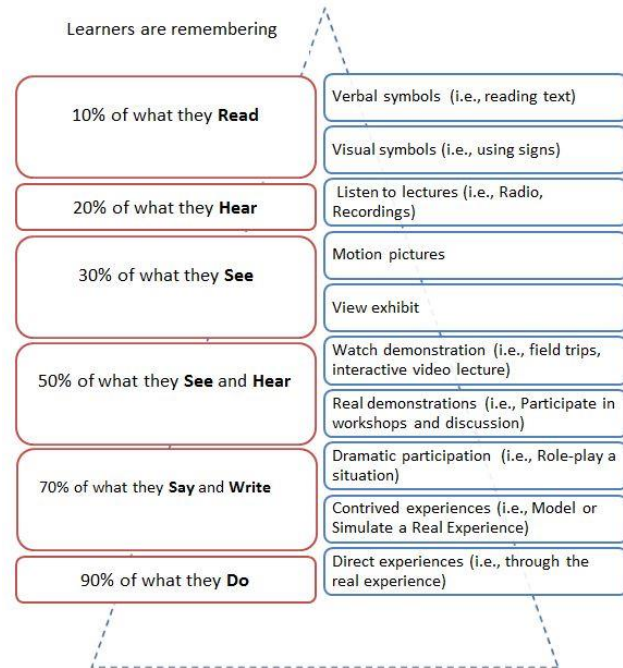 Learners are remembering
10% of what they Read
Verbal symbols (i.e., reading text)
Visual symbols (i.e., using signs)
20% of what they Hear
Listen to lectures (i.e., Radio,
Recordings)
30% of what they See
Motion pictures
View exhibit
50% of what they See and Hear
Watch demonstration (i.e., field trips,
interactive video lecture)
Real demonstrations (i.e., Participate in
workshops and discussion)
70% of what they Say and Write
Dramatic participation (i.e., Role-play a
situation)
Contrived experiences (i.e., Model or
Simulate a Real Experience)
90% of what they Do
Direct experiences (i.e., through the
real experience)